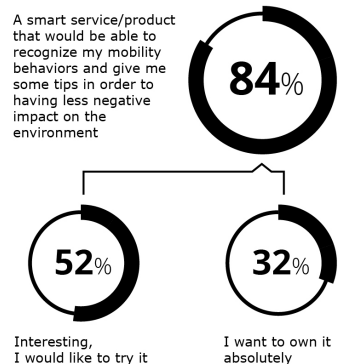 A smart service/product
that would be able to
recognize my mobility
behaviors and give me
some tips in order to
having less negative
impact on the
environment
84%
52%
32%
Interesting,
I would like to try it
I want to own it
absolutely